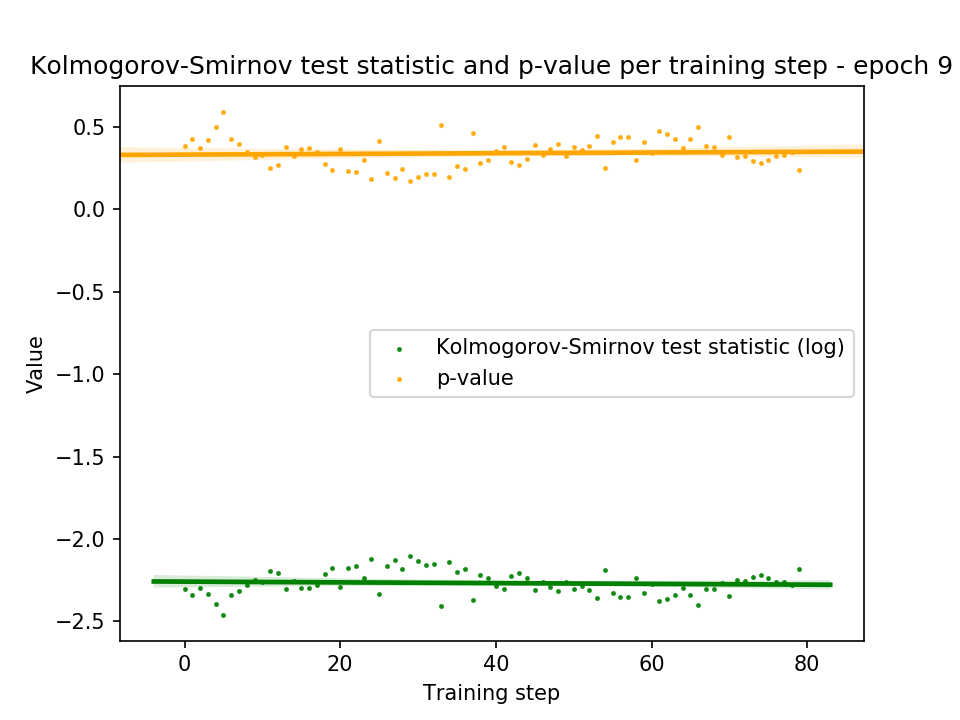 Kolmogorov-Smirnov test statistic and p-value per training step - epoch 9
0.5
0.0
−0.5
−1.0
−1.5
−2.0
−2.5
Value
Kolmogorov-Smirnov test statistic (log)
p-value
0 20 40 60 80
Training step